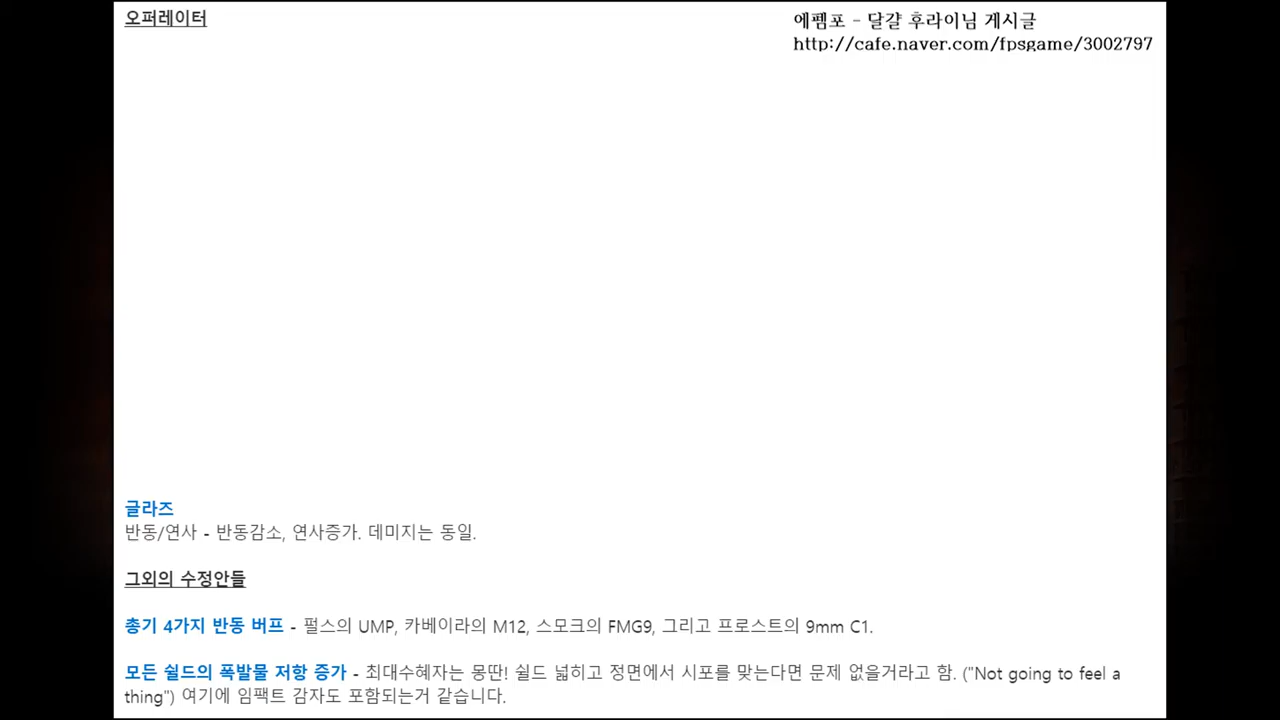 오퍼레이터
에펨포 - 달걀 후라이님 게시글
http://cafe.naver.com/fpsgame/3002797
글라즈
반동/연사 - 반동감소, 연사증가. 데미지는 동일.
그외의 수정안들
총기 4가지 반동 버프 - 펄스의 UMP, 카베이라의 M12, 스모크의 FMG9, 그리고 프로스트의 9mm C1.
모든 쉴드의 폭발물 저항 증가 - 최대수혜자는 몽딴! 쉴드 넓히고 정면에서 시포를 맞는다면 문제 없을거라고 함. ("Not going to feel a
thing") 여기에 임팩트 감자도 포함되는거 같습니다.